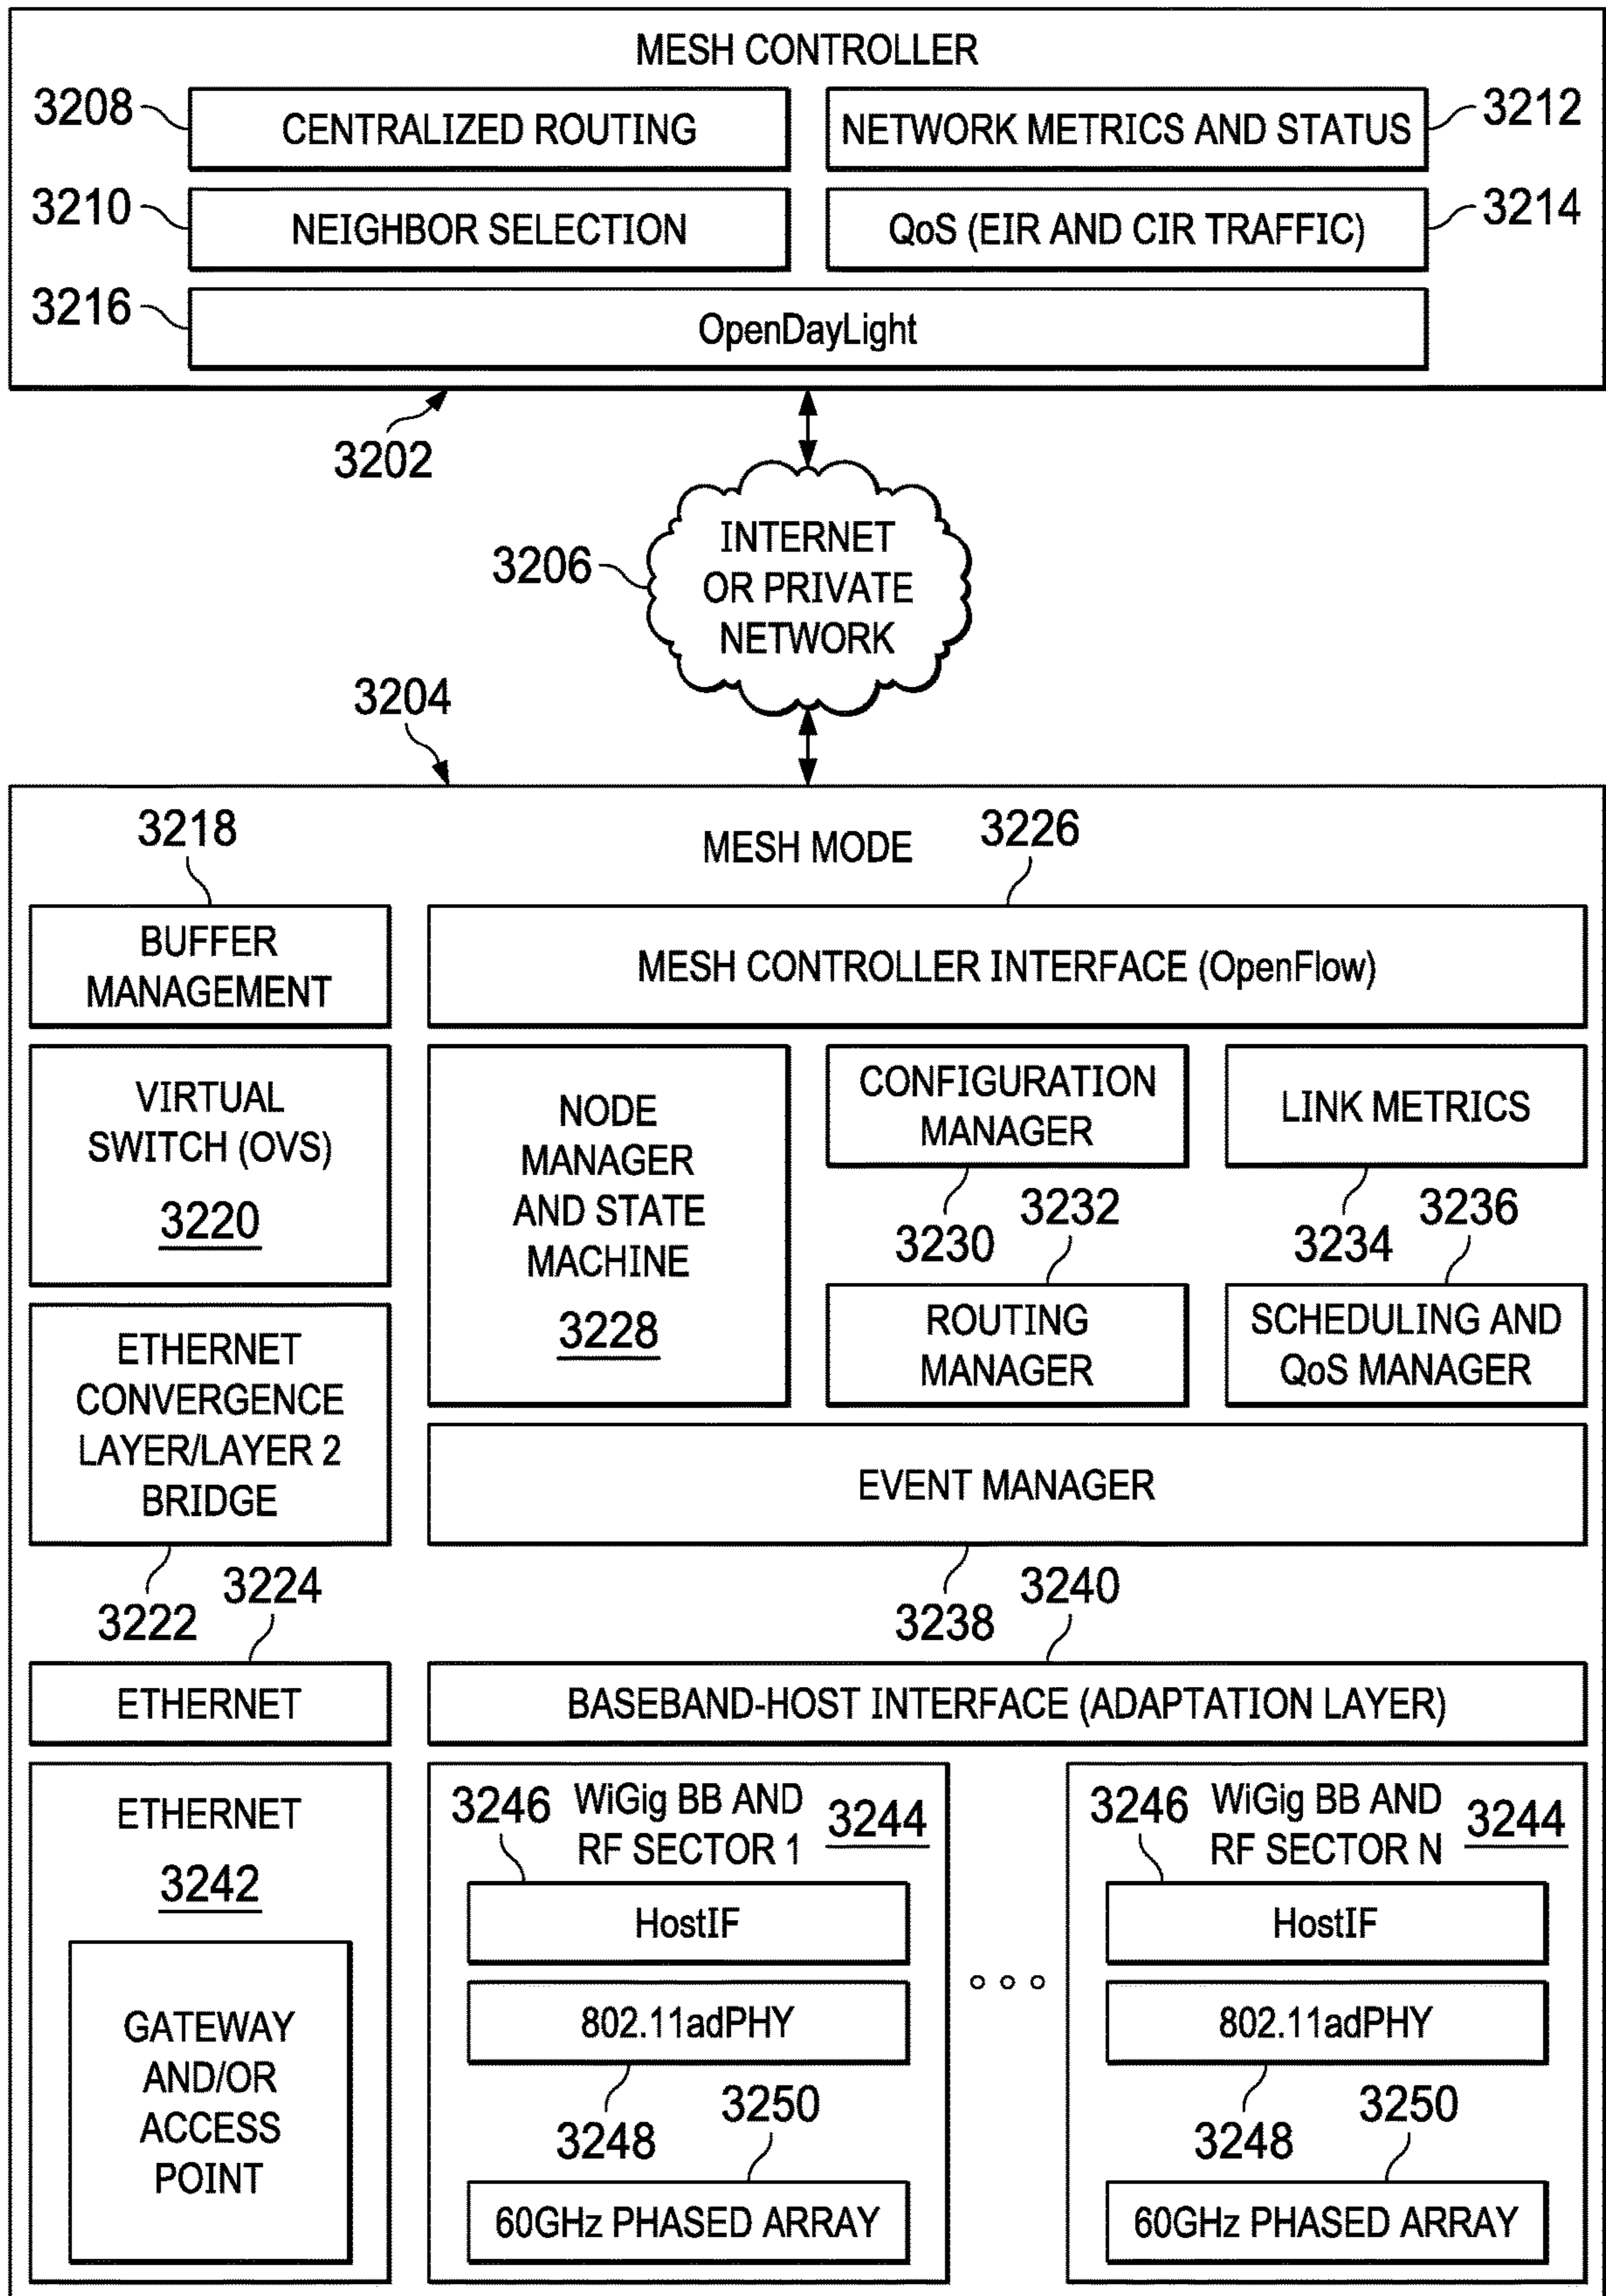 MESH CONTROLLER
3208
CENTRALIZED ROUTING
NETWORK METRICS AND STATUS
3212
3210
NEIGHBOR SELECTION
QoS (EIR AND CIR TRAFFIC)
3214
3216
OpenDayLight
3202
3206
INTERNET
OR PRIVATE
NETWORK
3204
MESH MODE
3218
3226
BUFFER
MANAGEMENT
MESH CONTROLLER INTERFACE (OpenFlow)
VIRTUAL
SWITCH (OVS)
3220
NODE
MANAGER
AND STATE
MACHINE
3228
CONFIGURATION
MANAGER
3230
3232
ROUTING
MANAGER
LINK METRICS
3234
3236
SCHEDULING AND
QoS MANAGER
ETHERNET
CONVERGENCE
LAYER/LAYER 2
BRIDGE
EVENT MANAGER
3222
3224
3238
3240
ETHERNET
BASEBAND-HOST INTERFACE (ADAPTATION LAYER)
ETHERNET
3242
GATEWAY
AND/OR
ACCESS
POINT
3246
WiGig BB AND
RF SECTOR 1
3244
HostIF
802.11adPHY
3248
3250
60GHz PHASED ARRAY
3246
WiGig BB AND
RF SECTOR N
3244
HostIF
802.11adPHY
3248
3250
60GHz PHASED ARRAY